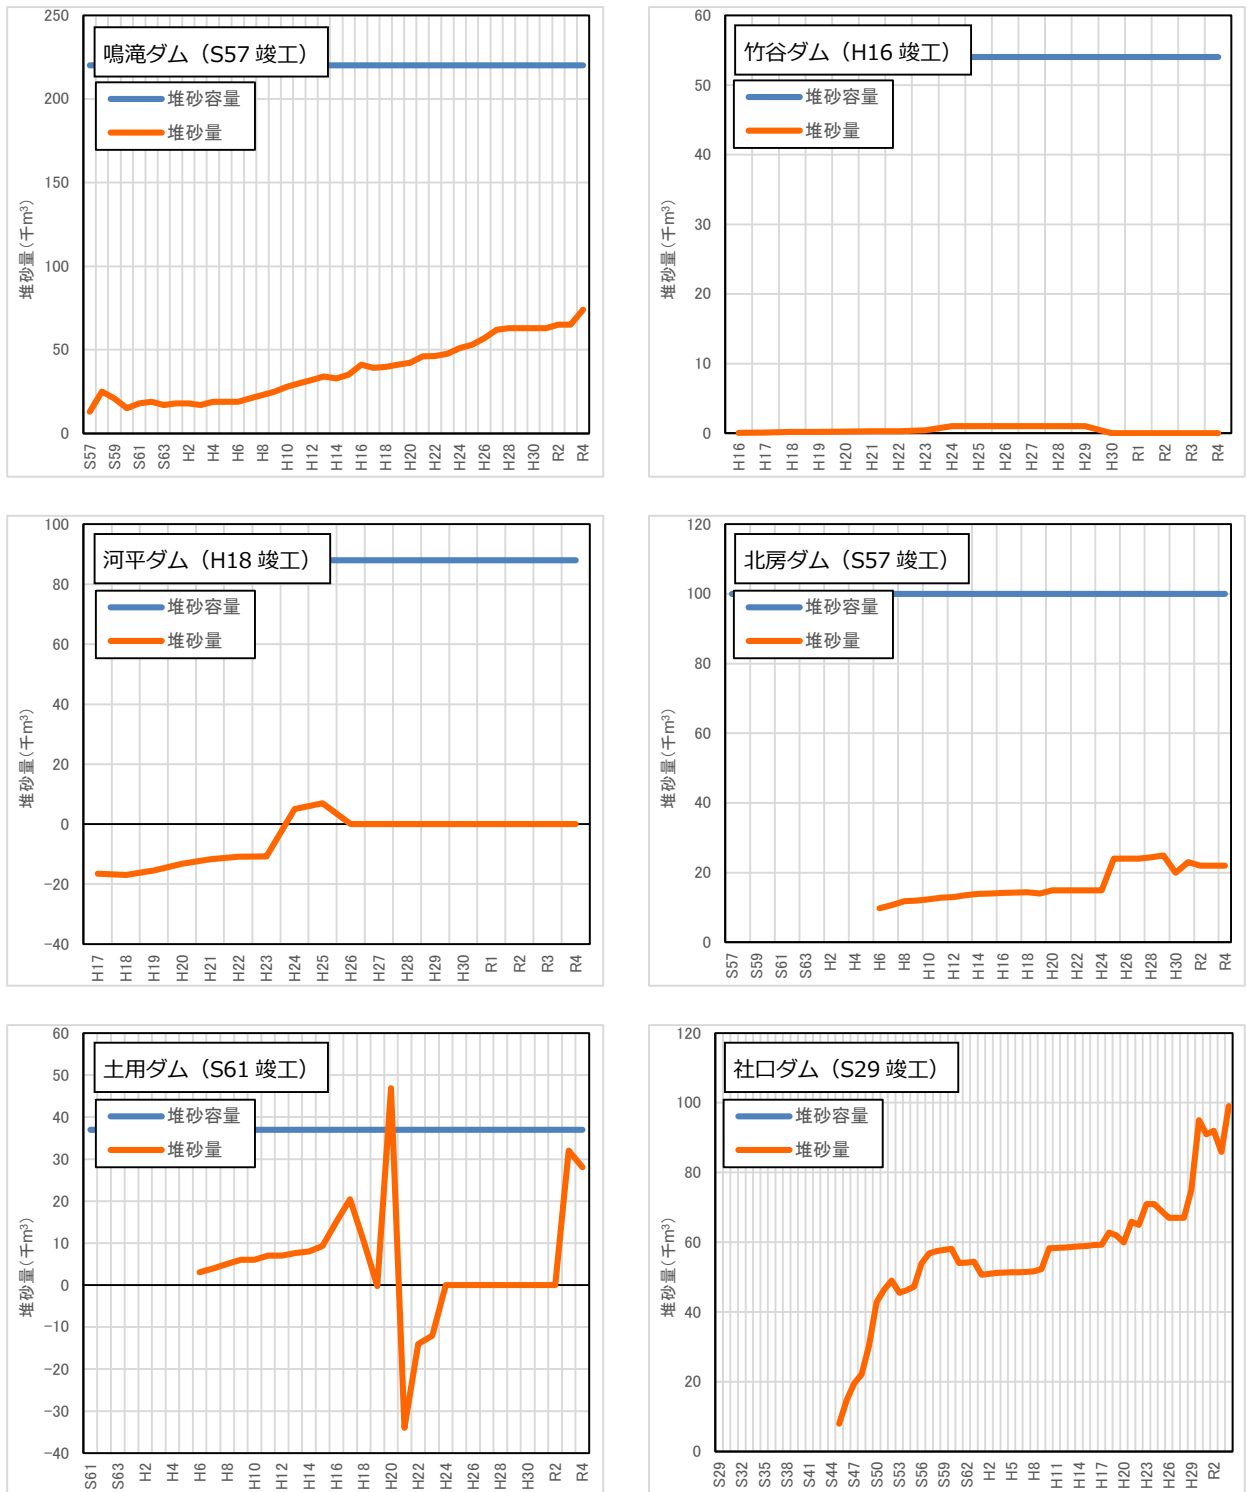 鳴滝ダム（S57 竣工）
堆砂容量
堆砂量
堆砂量（千m³）
250
200
150
100
50
0
S57 S59 S61 S63 H2 H4 H6 H8 H10 H12 H14 H16 H18 H20 H22 H24 H26 H28 H30 R2 R4
竹谷ダム（H16 竣工）
堆砂容量
堆砂量
堆砂量（千m³）
60
50
40
30
20
10
0
H16 H17 H18 H19 H20 H21 H22 H23 H24 H25 H26 H27 H28 H29 H30 R1 R2 R3 R4
河平ダム（H18 竣工）
堆砂容量
堆砂量
堆砂量（千m³）
100
80
60
40
20
0
−20
−40
H17 H18 H19 H20 H21 H22 H23 H24 H25 H26 H27 H28 H29 H30 R1 R2 R3 R4
北房ダム（S57 竣工）
堆砂容量
堆砂量
堆砂量（千m³）
120
100
80
60
40
20
0
S57 S59 S61 S63 H2 H4 H6 H8 H10 H12 H14 H16 H18 H20 H22 H24 H26 H28 H30 R2 R4
土用ダム（S61 竣工）
堆砂容量
堆砂量
堆砂量（千m³）
60
50
40
30
20
10
0
−10
−20
−30
−40
S61 S63 H2 H4 H6 H8 H10 H12 H14 H16 H18 H20 H22 H24 H26 H28 H30 R2 R4
社口ダム（S29 竣工）
堆砂容量
堆砂量
堆砂量（千m³）
120
100
80
60
40
20
0
S29 S32 S35 S38 S41 S44 S47 S50 S53 S56 S59 S62 H2 H5 H8 H11 H14 H17 H20 H23 H26 H29 R2